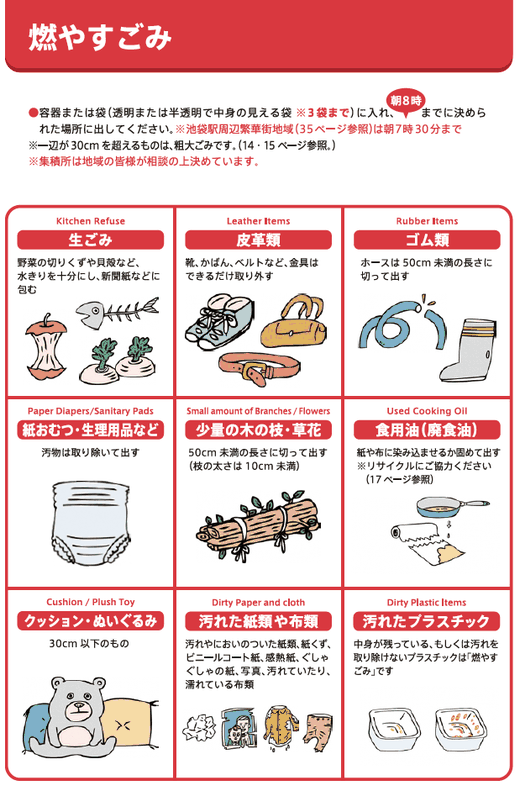 燃やすごみ
●容器または袋（透明または半透明で中身の見える袋 ※3袋まで）に入れ、朝8時までに決めら
れた場所に出してください。※池袋駅周辺繁華街地域（35ページ参照）は朝7時30分まで
※一辺が30cmを超えるものは、粗大ごみです。（14・15ページ参照。）
※集積所は地域の皆様が相談の上決めています。
Kitchen Refuse
生ごみ
野菜の切りくずや貝殻など、
水きりを十分にし、新聞紙などに
包む
Leather Items
皮革類
靴、かばん、ベルトなど、金具は
できるだけ取り外す
Rubber Items
ゴム類
ホースは50cm未満の長さに
切って出す
Paper Diapers/Sanitary Pads
紙おむつ・生理用品など
汚物は取り除いて出す
Small amount of Branches / Flowers
少量の木の枝・草花
50cm未満の長さに切って出す
（枝の太さは10cm未満）
Used Cooking Oil
食用油（廃食油）
紙や布に染み込ませるか固めて出す
※リサイクルにご協力ください
（17ページ参照）
Cushion / Plush Toy
クッション・ぬいぐるみ
30cm以下のもの
Dirty Paper and cloth
汚れた紙類や布類
汚れやにおいのついた紙類、紙くず、
ビニールコート紙、感熱紙、ぐしゃ
ぐしゃの紙、写真、汚れていたり、
濡れている布類
Dirty Plastic Items
汚れたプラスチック
中身が残っている、もしくは汚れを
取り除けないプラスチックは「燃やす
ごみ」です